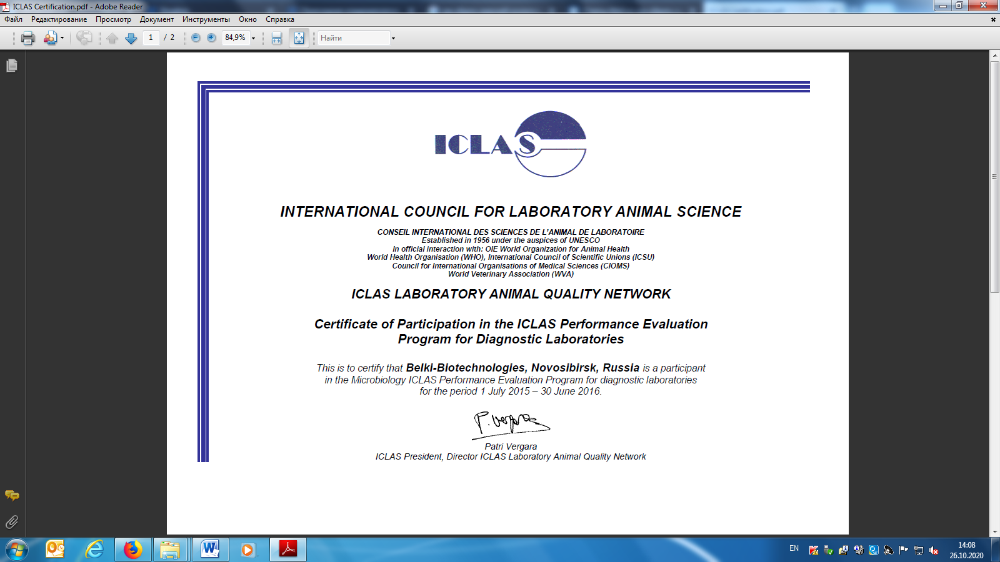 ICLAS Certification.pdf - Adobe Reader
Файл Редактирование Просмотр Документ Инструменты Окно Справка
1 / 2 84,9% Найти
ICLAS
INTERNATIONAL COUNCIL FOR LABORATORY ANIMAL SCIENCE
CONSEIL INTERNATIONAL DES SCIENCES DE L'ANIMAL DE LABORATOIRE
Established in 1956 under the auspices of UNESCO
In official interaction with: OIE World Organization for Animal Health
World Health Organisation (WHO), International Council of Scientific Unions (ICSU)
Council for International Organisations of Medical Sciences (CIOMS)
World Veterinary Association (WVA)
ICLAS LABORATORY ANIMAL QUALITY NETWORK
Certificate of Participation in the ICLAS Performance Evaluation
Program for Diagnostic Laboratories
This is to certify that Belki-Biotechnologies, Novosibirsk, Russia is a participant
in the Microbiology ICLAS Performance Evaluation Program for diagnostic laboratories
for the period 1 July 2015 – 30 June 2016.
P. Vergara
Patri Vergara
ICLAS President, Director ICLAS Laboratory Animal Quality Network
EN
14:08
26.10.2020